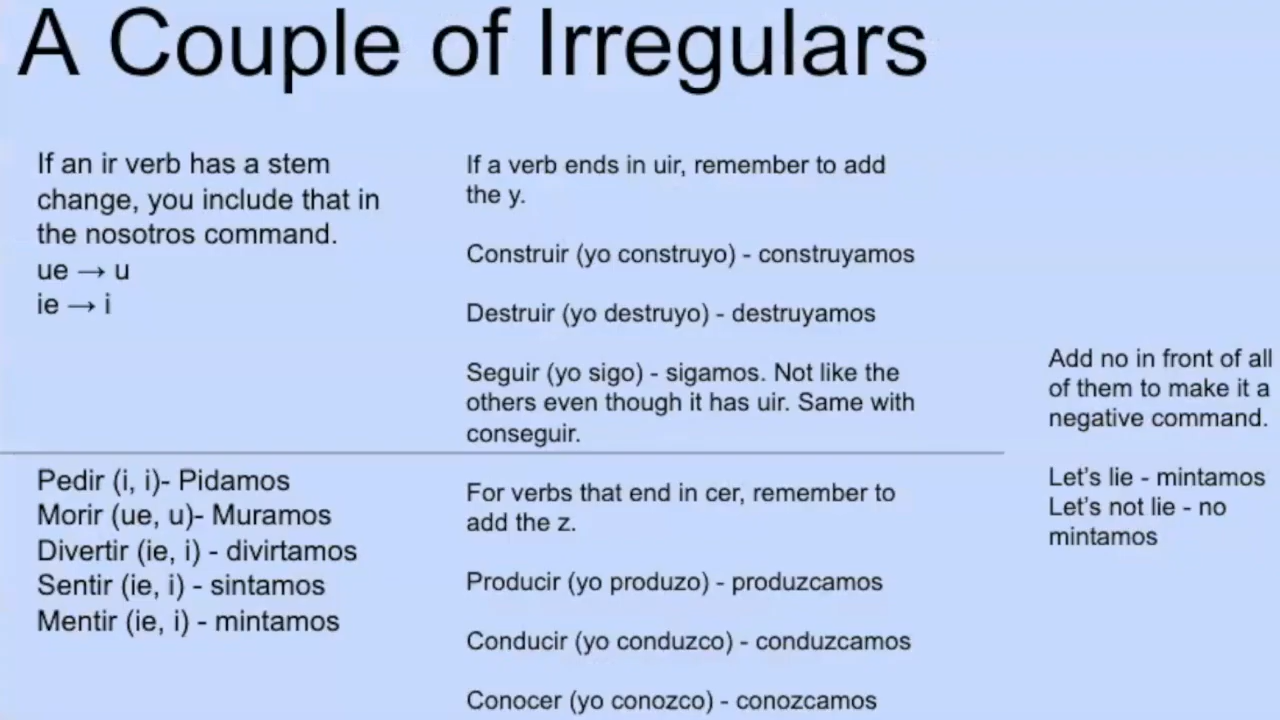 A Couple of Irregulars
If an ir verb has a stem
change, you include that in
the nosotros command.
ue → u
ie → i
Pedir (i, i)- Pidamos
Morir (ue, u)- Muramos
Divertir (ie, i) - divirtamos
Sentir (ie, i) - sintamos
Mentir (ie, i) - mintamos
If a verb ends in uir, remember to add
the y.
Construir (yo construyo) - construyamos
Destruir (yo destruyo) - destruyamos
Seguir (yo sigo) - sigamos. Not like the
others even though it has uir. Same with
conseguir.
For verbs that end in cer, remember to
add the z.
Producir (yo produzo) - produzcamos
Conducir (yo conduzco) - conduzcamos
Conocer (yo conozco) - conozcamos
Add no in front of all
of them to make it a
negative command.
Let's lie - mintamos
Let's not lie - no
mintamos